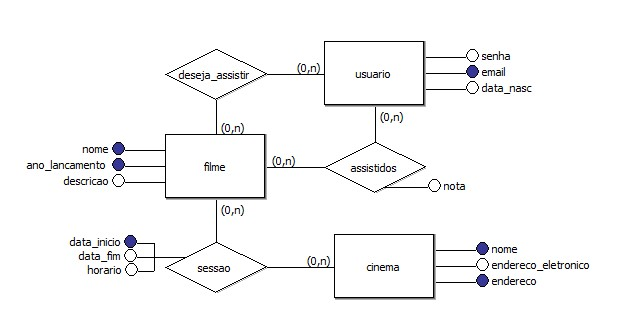 deseja_assistir
(0,n)
usuario
senha
email
data_nasc
(0,n)
(0,n)
nome
ano_lancamento
descricao
filme
(0,n)
assistidos
nota
(0,n)
data_inicio
data_fim
horario
sessao
(0,n)
cinema
nome
endereco_eletronico
endereco